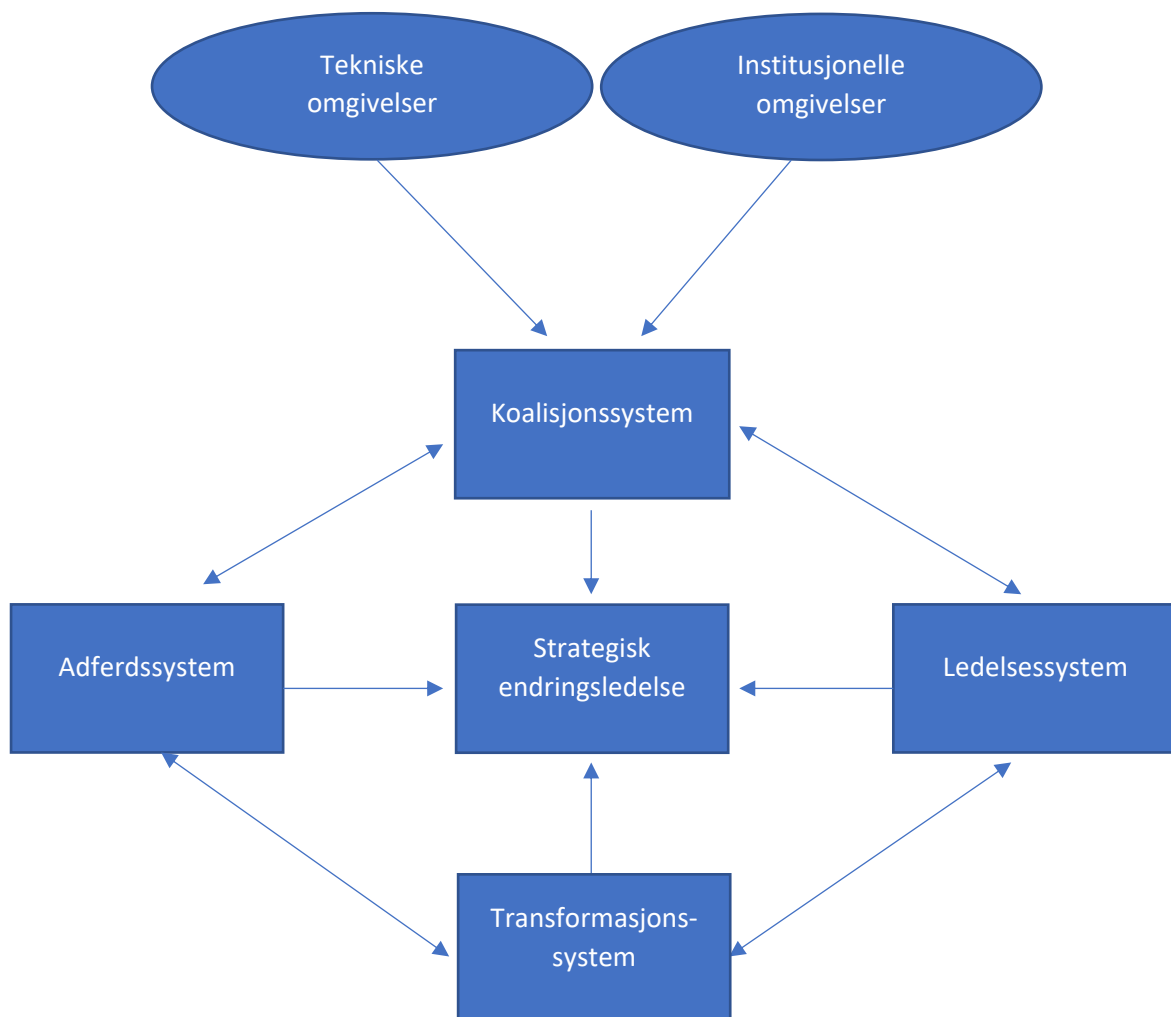 Tekniske
omgivelser
Institusjonelle
omgivelser
Koalisjonssystem
Adferdssystem
Strategisk
endringsledelse
Ledelsessystem
Transformasjons-
system